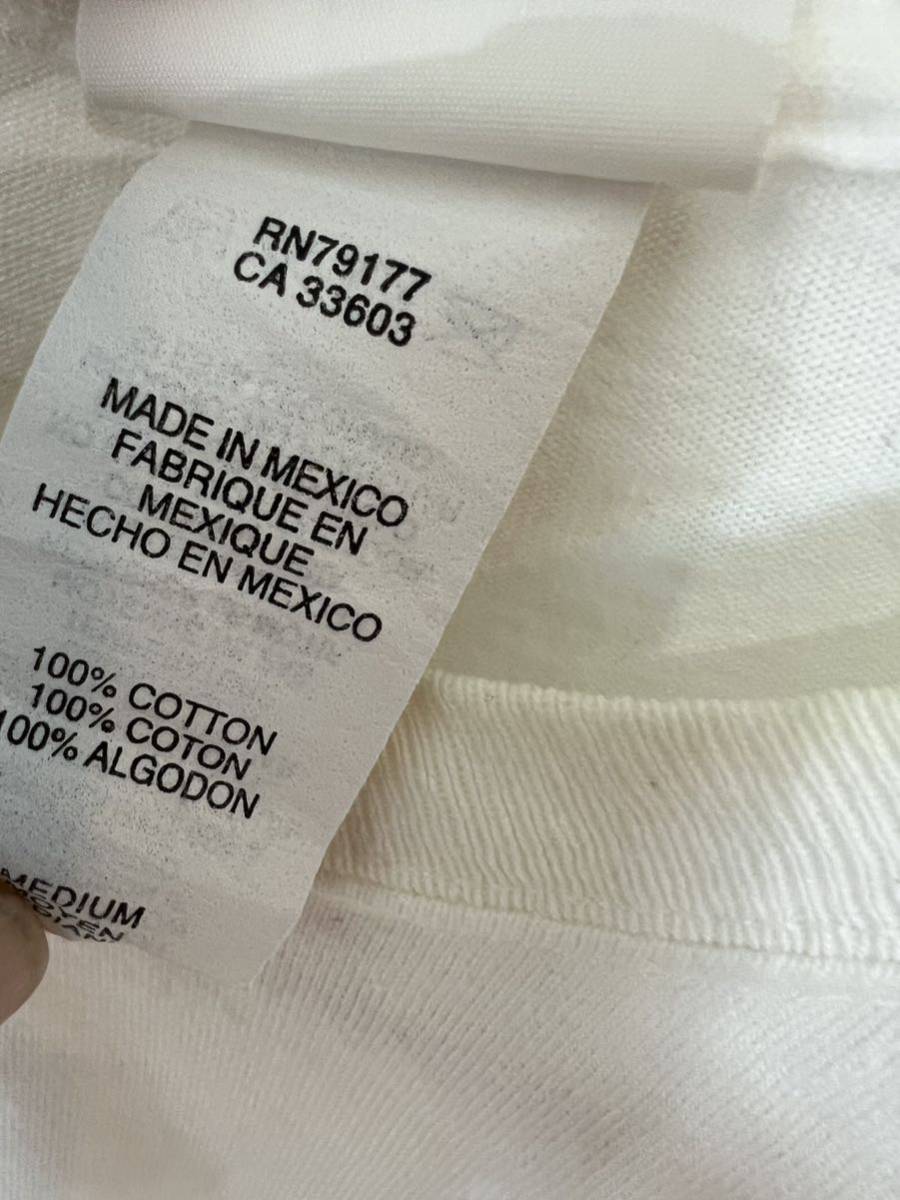 RN79177
CA 33603
MADE IN MEXICO
FABRIQUE EN
MEXIQUE
HECHO EN MEXICO
100% COTTON
100% COTON
100% ALGODON
MEDIUM